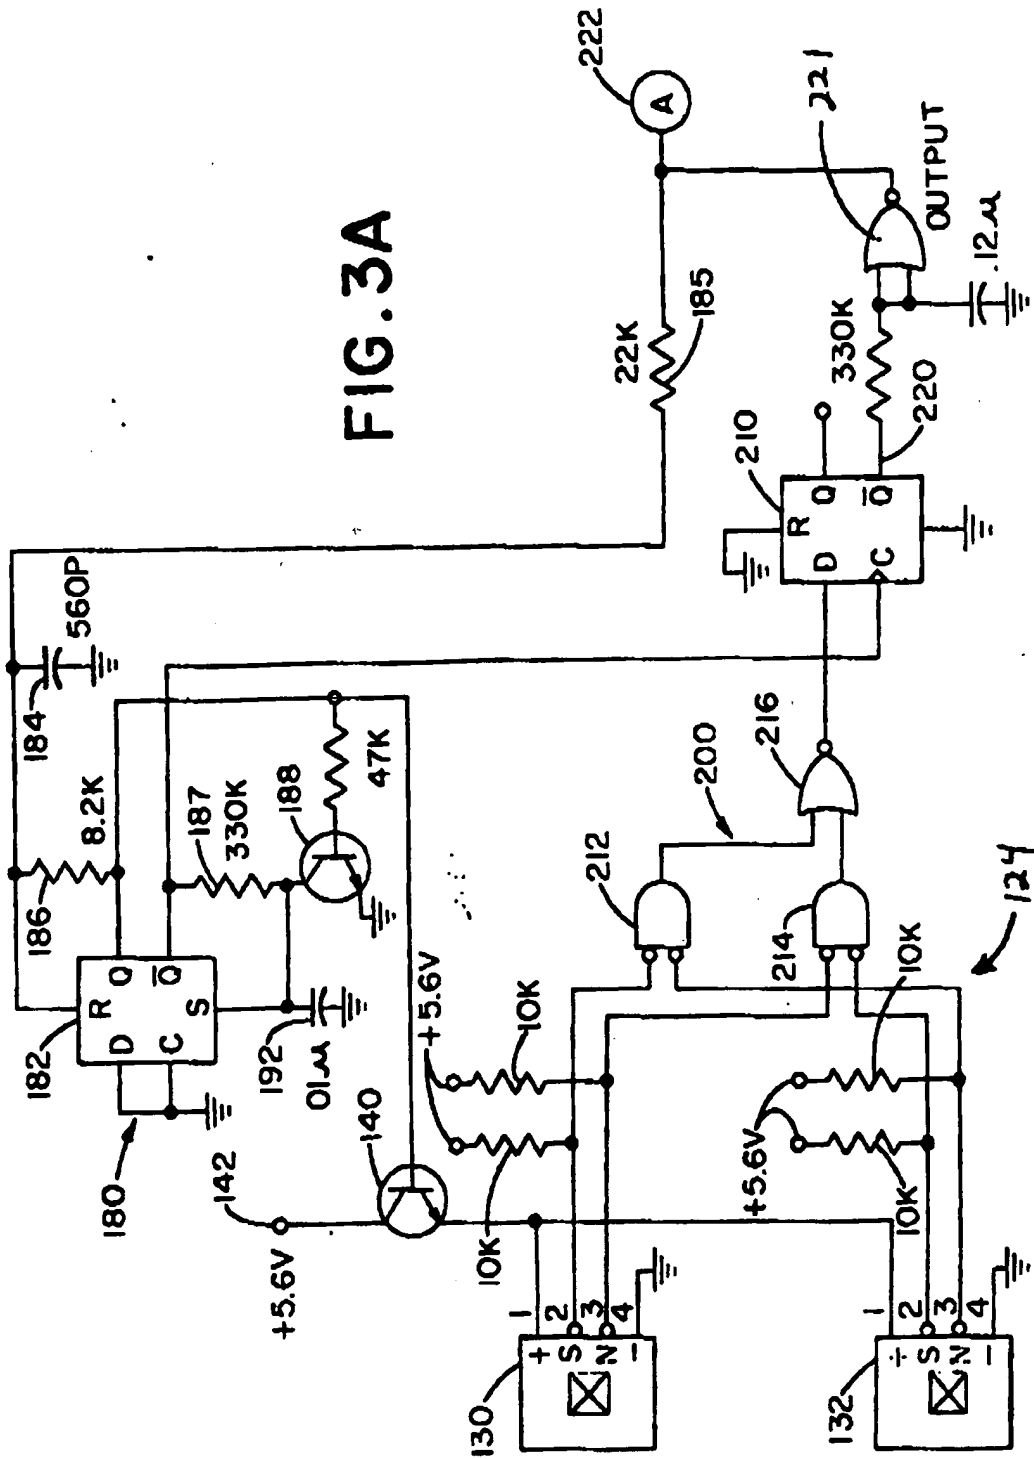 FIG. 3A
184
560P
186
8.2K
187
330K
188
47K
182
R
D
C
Q
Q̅
S
192
.01µ
180
142
+5.6V
140
+5.6V
10K
10K
22K
185
222
A
221
OUTPUT
.12µ
330K
220
210
R
D
C
Q
Q̅
200
216
212
214
10K
+5.6V
10K
124
130
+
S
N
-
1
2
3
4
132
+
S
N
-
1
2
3
4